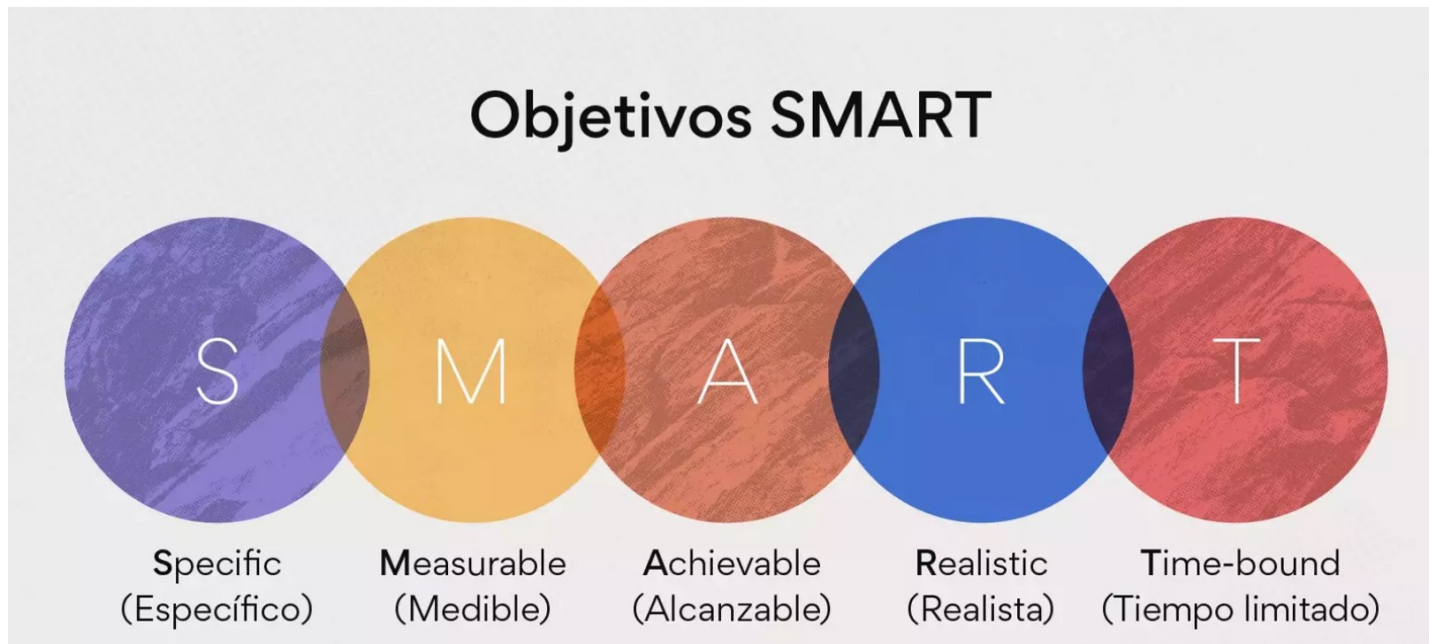 Objetivos SMART
S M A R T
Specific Measurable Achievable Realistic Time-bound
(Específico) (Medible) (Alcanzable) (Realista) (Tiempo limitado)